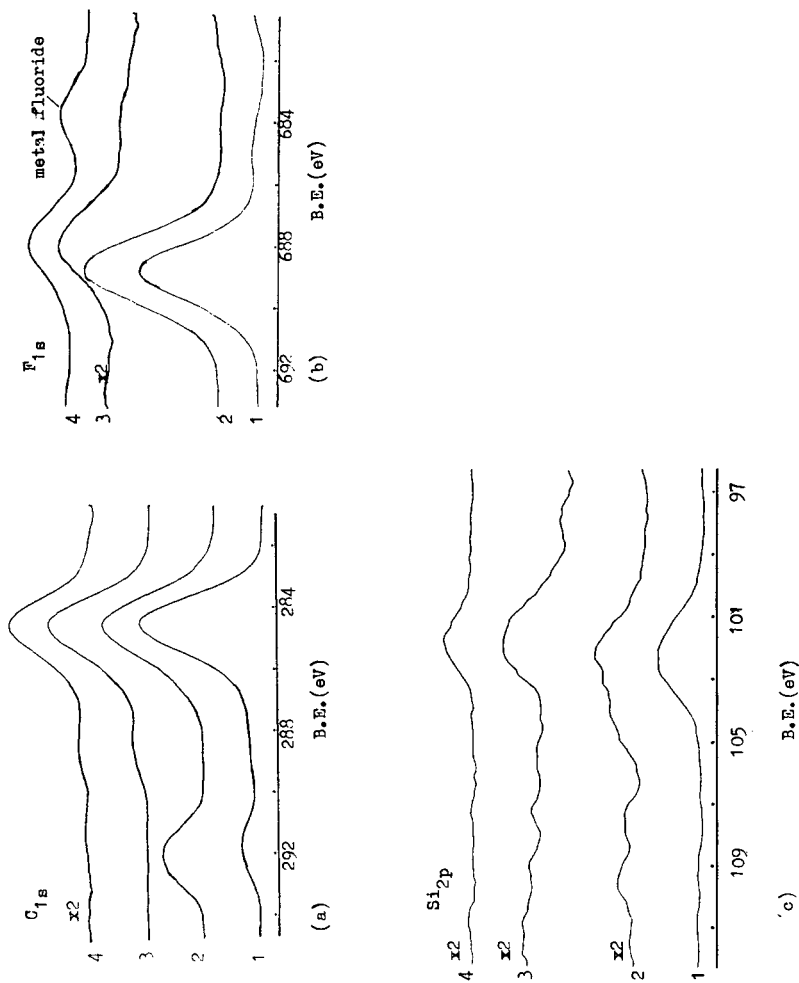 C1s
x2
4
3
2
1
292
288
284
B.E.(eV)
(a)
F1s
metal fluoride
4
3
x2
2
1
692
688
684
B.E.(eV)
(b)
Si2p
x2
4
x2
3
x2
2
1
109
105
101
97
B.E.(eV)
(c)